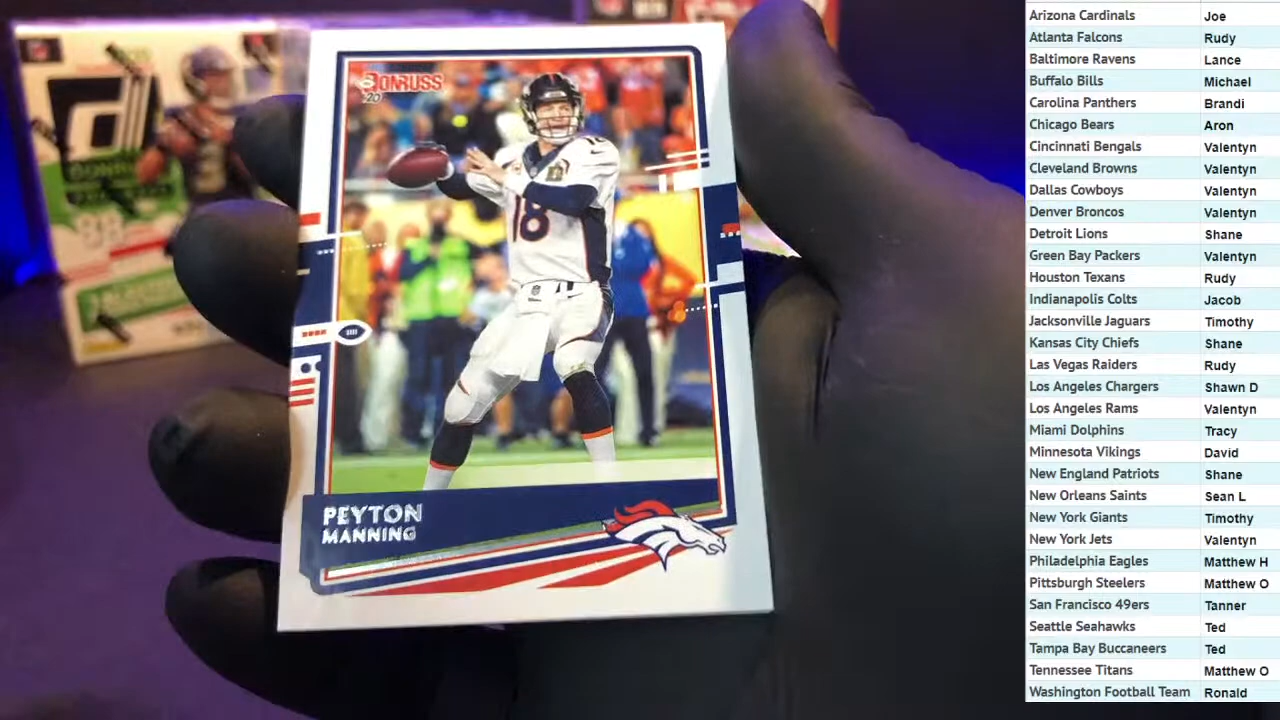 DONRUSS
'20
18
18
PEYTON
MANNING
88
Arizona Cardinals Joe
Atlanta Falcons Rudy
Baltimore Ravens Lance
Buffalo Bills Michael
Carolina Panthers Brandi
Chicago Bears Aron
Cincinnati Bengals Valentyn
Cleveland Browns Valentyn
Dallas Cowboys Valentyn
Denver Broncos Valentyn
Detroit Lions Shane
Green Bay Packers Valentyn
Houston Texans Rudy
Indianapolis Colts Jacob
Jacksonville Jaguars Timothy
Kansas City Chiefs Shane
Las Vegas Raiders Rudy
Los Angeles Chargers Shawn D
Los Angeles Rams Valentyn
Miami Dolphins Tracy
Minnesota Vikings David
New England Patriots Shane
New Orleans Saints Sean L
New York Giants Timothy
New York Jets Valentyn
Philadelphia Eagles Matthew H
Pittsburgh Steelers Matthew O
San Francisco 49ers Tanner
Seattle Seahawks Ted
Tampa Bay Buccaneers Ted
Tennessee Titans Matthew O
Washington Football Team Ronald